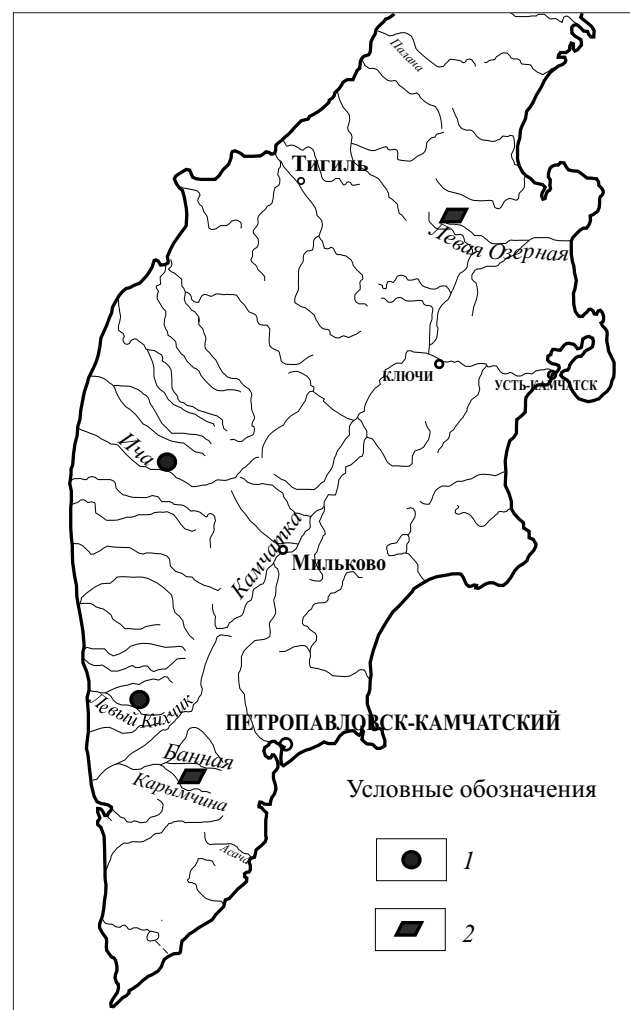 Палана
Тигиль
Левая Озерная
КЛЮЧИ
УСТЬ-КАМЧАТСК
Ича
Камчатка
Мильково
Левый Кихчик
ПЕТРОПАВЛОВСК-КАМЧАТСКИЙ
Банная
Карымчина
Условные обозначения
Асача
1
2